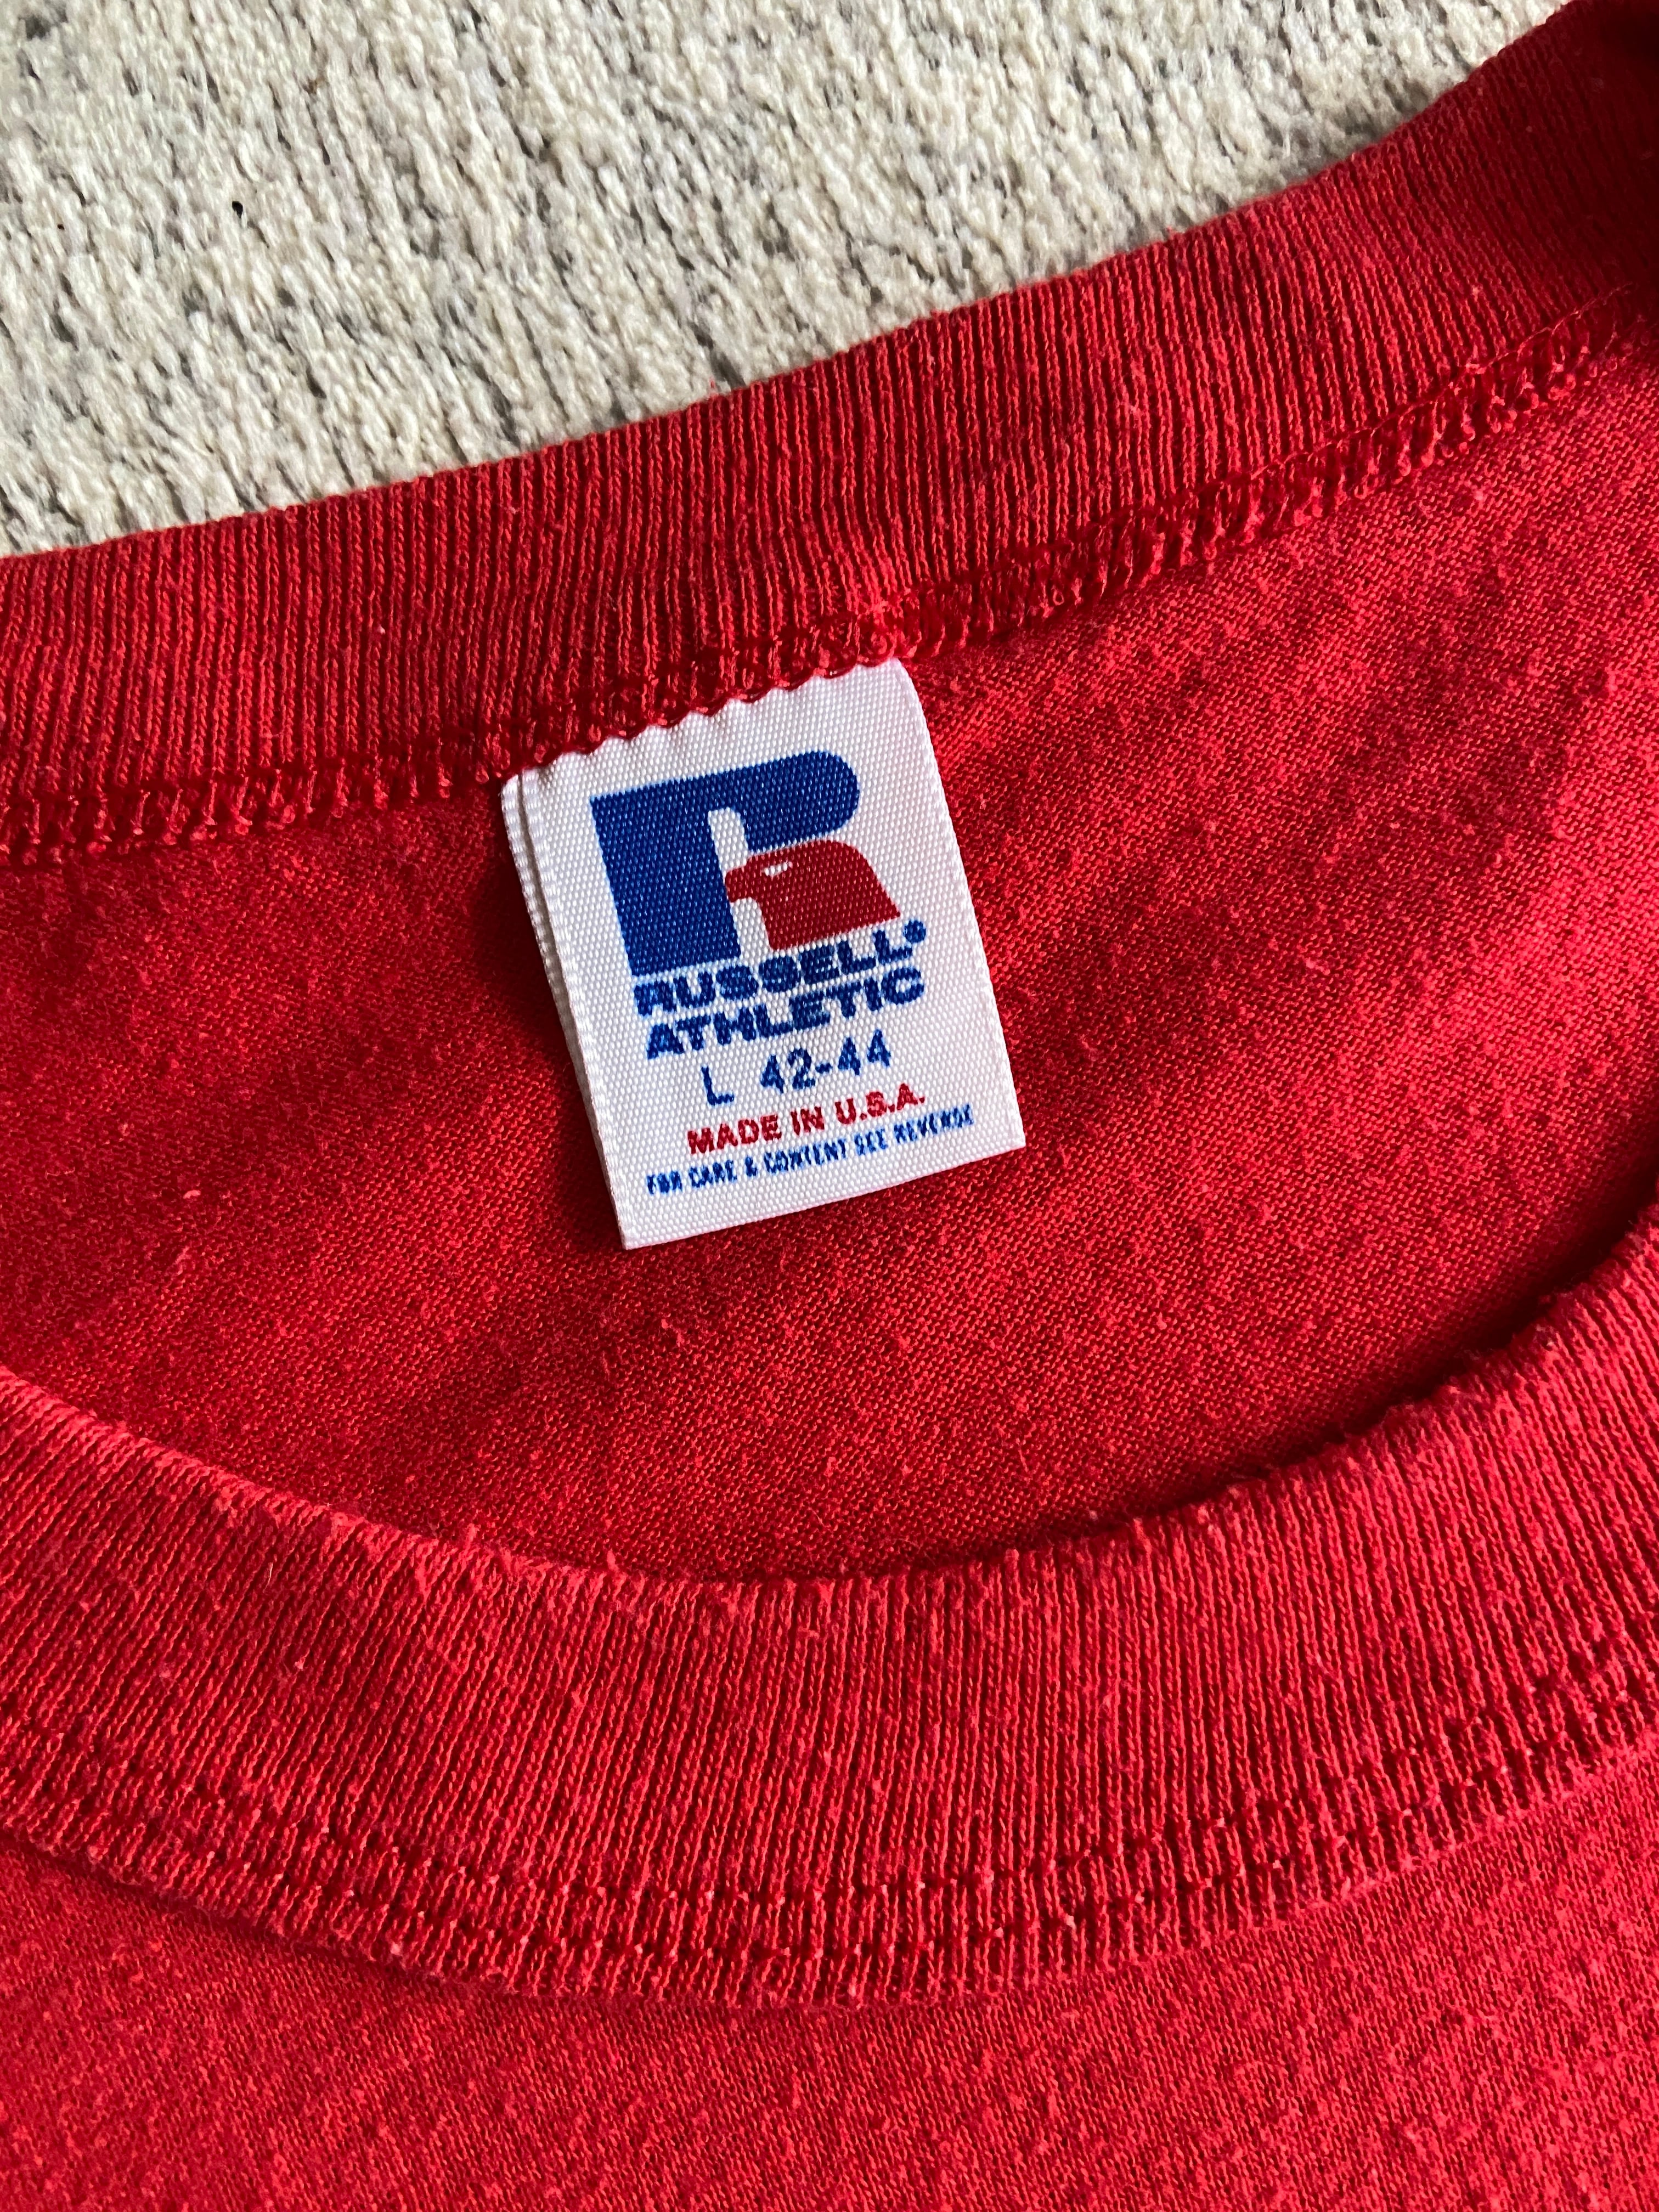 R
RUSSELL®
ATHLETIC
L 42-44
MADE IN U.S.A.
FOR CARE & CONTENT SEE REVERSE